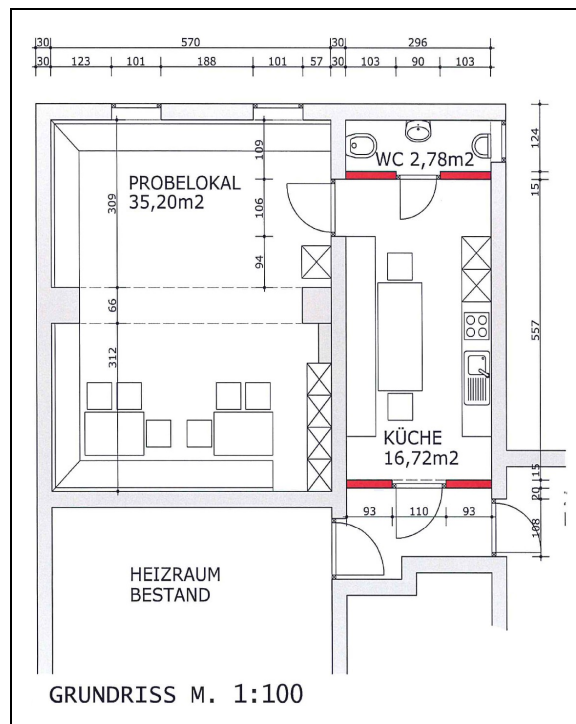 30 570 30 296
30 123 101 188 101 57 30 103 90 103
124
WC 2,78m2
109
15
PROBELOKAL
35,20m2
309
106
94
66
557
312
KÜCHE
16,72m2
15
20
93 110 93
108
HEIZRAUM
BESTAND
GRUNDRISS M. 1:100